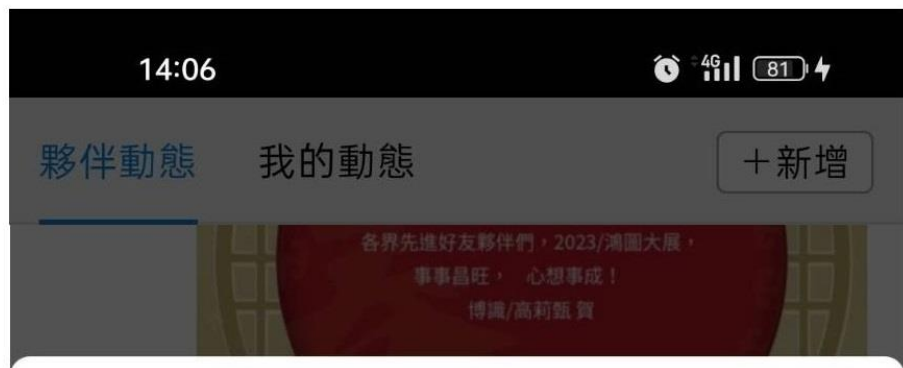 14:06
4G
81
夥伴動態 我的動態 +新增
各界先進好友夥伴們，2023/鴻圖大展，
事事昌旺， 心想事成！
博識/高莉甄 賀